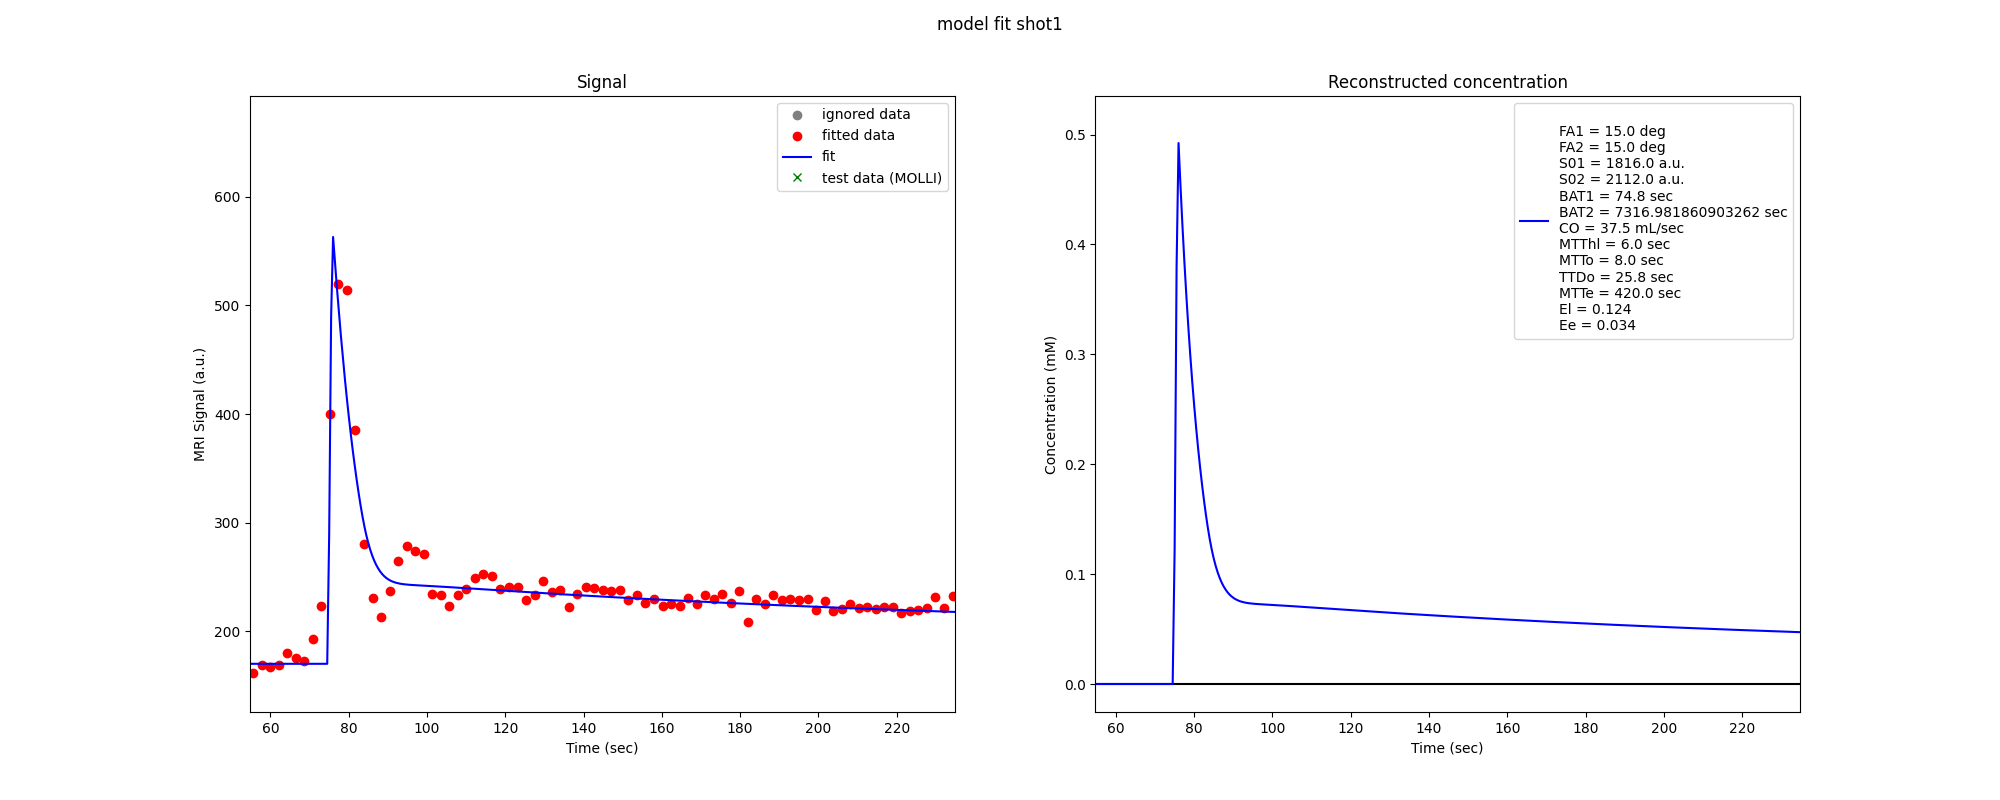 model fit shot1
Signal
600
500
400
300
200
60 80 100 120 140 160 180 200 220
Time (sec)
MRI Signal (a.u.)
ignored data
fitted data
fit
test data (MOLLI)
Reconstructed concentration
0.5
0.4
0.3
0.2
0.1
0.0
60 80 100 120 140 160 180 200 220
Time (sec)
Concentration (mM)
FA1 = 15.0 deg
FA2 = 15.0 deg
S01 = 1816.0 a.u.
S02 = 2112.0 a.u.
BAT1 = 74.8 sec
BAT2 = 7316.981860903262 sec
CO = 37.5 mL/sec
MTThl = 6.0 sec
MTTo = 8.0 sec
TTDo = 25.8 sec
MTTe = 420.0 sec
El = 0.124
Ee = 0.034